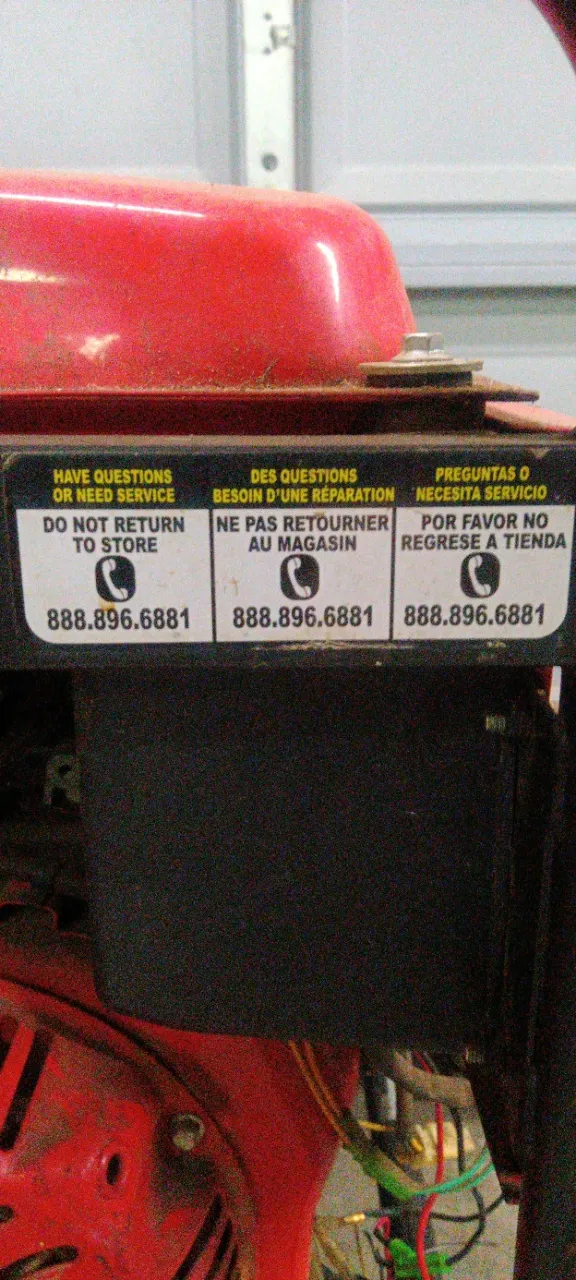 HAVE QUESTIONS
OR NEED SERVICE
DO NOT RETURN
TO STORE
888.896.6881
DES QUESTIONS
BESOIN D'UNE RÉPARATION
NE PAS RETOURNER
AU MAGASIN
888.896.6881
PREGUNTAS O
NECESITA SERVICIO
POR FAVOR NO
REGRESE A TIENDA
888.896.6881